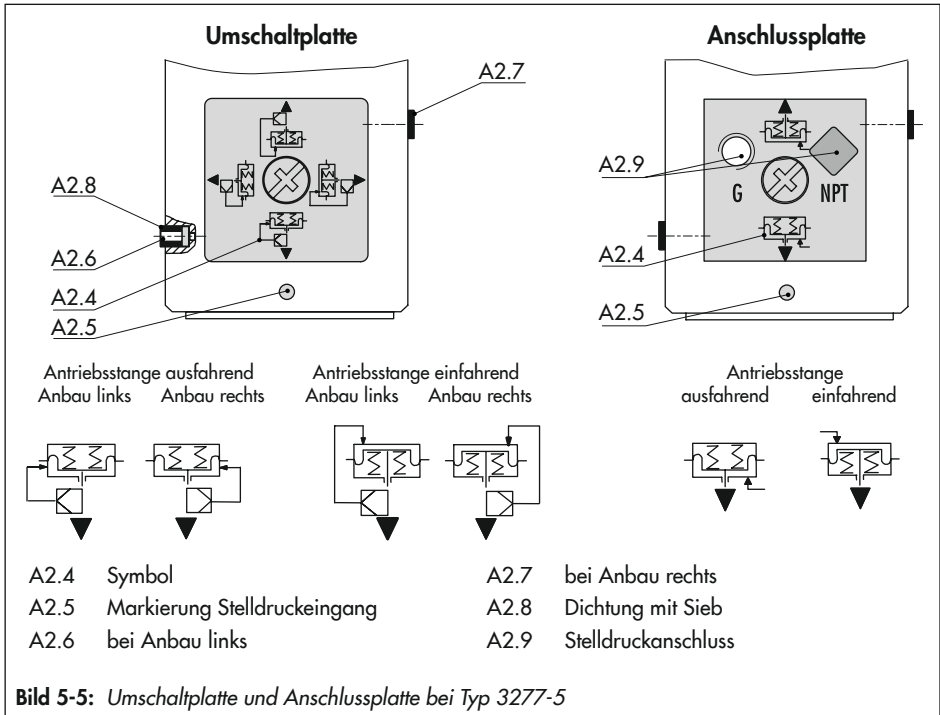 Umschaltplatte
Anschlussplatte
A2.7
A2.8
A2.6
A2.4
A2.5
A2.9
G
NPT
A2.4
A2.5
Antriebsstange ausfahrend
Anbau links Anbau rechts
Antriebsstange einfahrend
Anbau links Anbau rechts
Antriebsstange
ausfahrend einfahrend
A2.4 Symbol
A2.5 Markierung Stelldruckeingang
A2.6 bei Anbau links
A2.7 bei Anbau rechts
A2.8 Dichtung mit Sieb
A2.9 Stelldruckanschluss
Bild 5-5: Umschaltplatte und Anschlussplatte bei Typ 3277-5